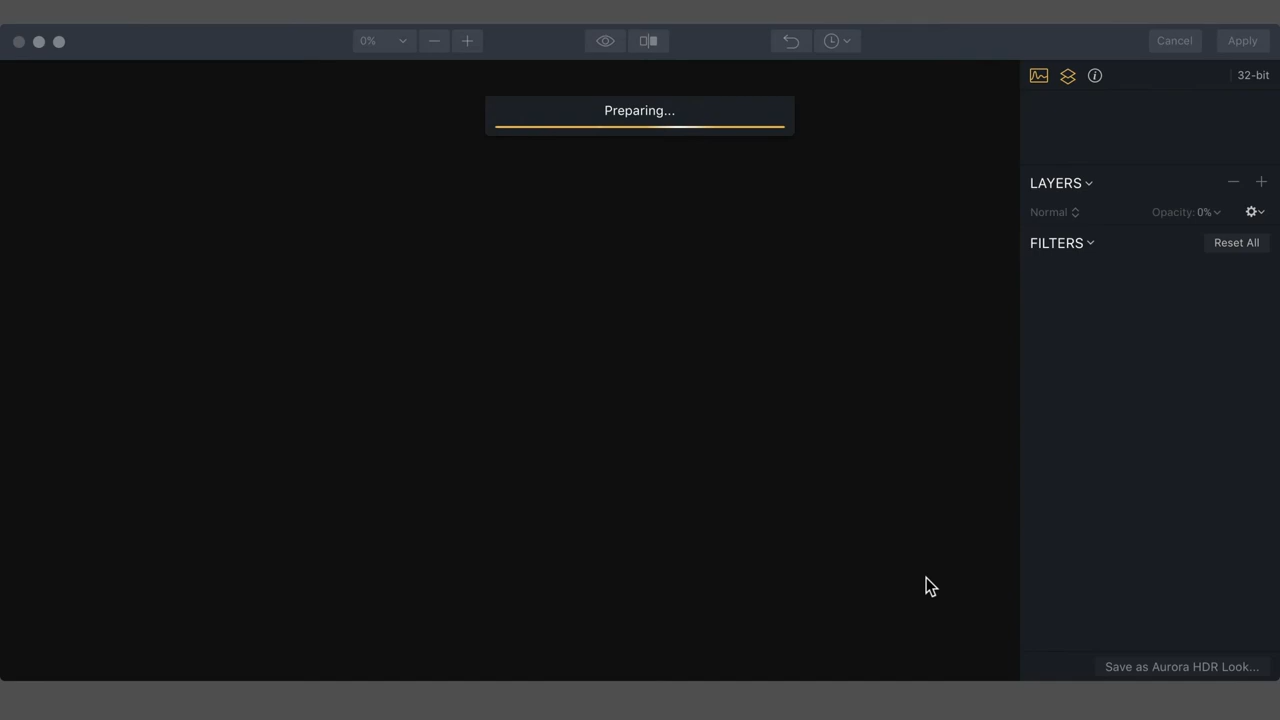 0%
Cancel
Apply
32-bit
Preparing...
LAYERS
Normal
Opacity: 0%
FILTERS
Reset All
Save as Aurora HDR Look...